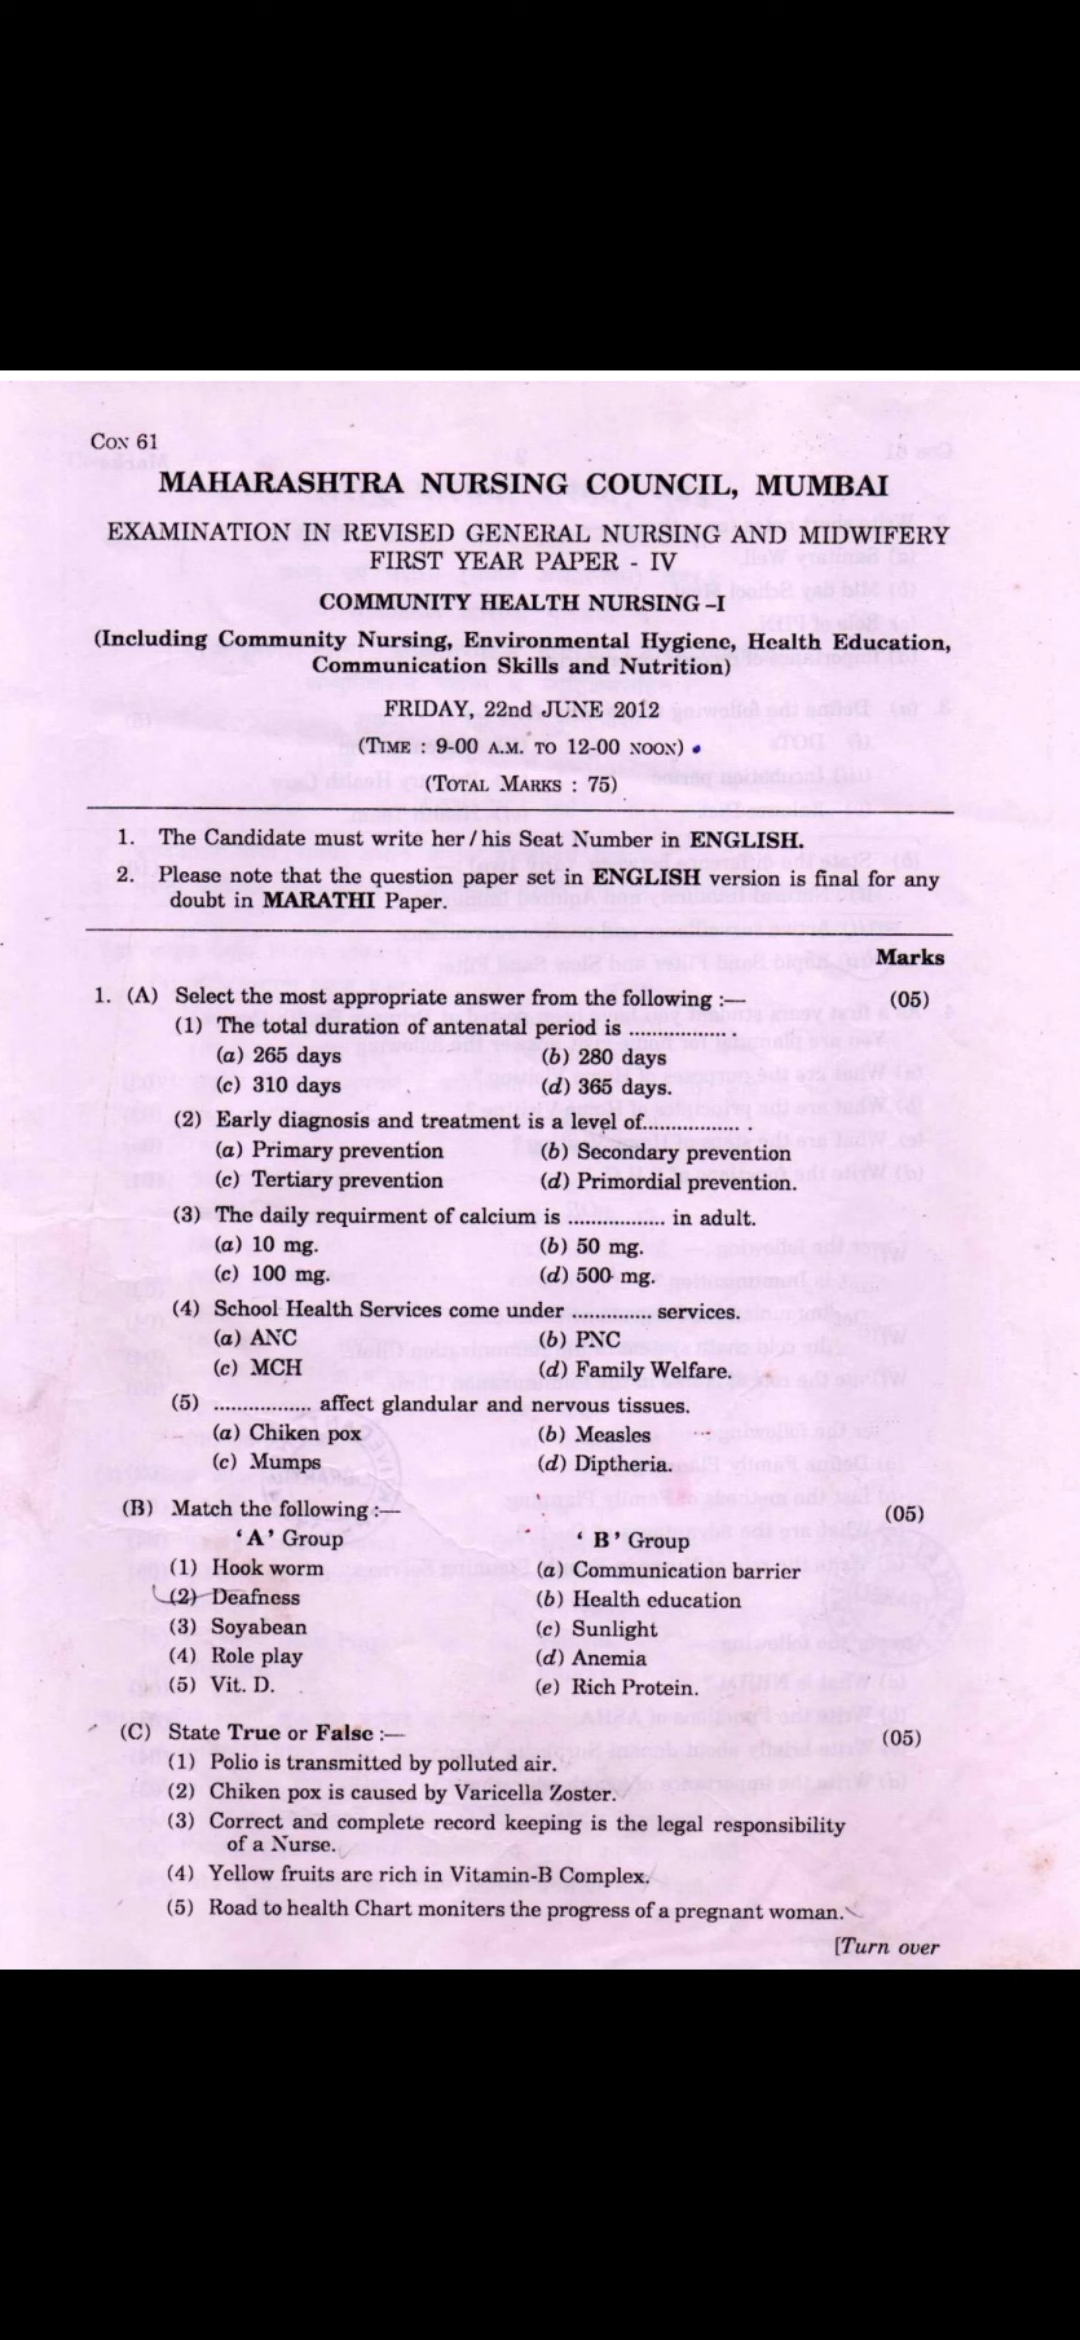 Con 61
MAHARASHTRA NURSING COUNCIL, MUMBAI
EXAMINATION IN REVISED GENERAL NURSING AND MIDWIFERY
FIRST YEAR PAPER - IV
COMMUNITY HEALTH NURSING -I
(Including Community Nursing, Environmental Hygiene, Health Education,
Communication Skills and Nutrition)
FRIDAY, 22nd JUNE 2012
(TIME : 9-00 A.M. TO 12-00 NOON)
(TOTAL MARKS : 75)
1. The Candidate must write her / his Seat Number in ENGLISH.
2. Please note that the question paper set in ENGLISH version is final for any
doubt in MARATHI Paper.
Marks
1. (A) Select the most appropriate answer from the following :— (05)
(1) The total duration of antenatal period is .................. .
(a) 265 days (b) 280 days
(c) 310 days (d) 365 days.
(2) Early diagnosis and treatment is a level of................. .
(a) Primary prevention (b) Secondary prevention
(c) Tertiary prevention (d) Primordial prevention.
(3) The daily requirment of calcium is ................. in adult.
(a) 10 mg. (b) 50 mg.
(c) 100 mg. (d) 500 mg.
(4) School Health Services come under .............. services.
(a) ANC (b) PNC
(c) MCH (d) Family Welfare.
(5) ................. affect glandular and nervous tissues.
(a) Chiken pox (b) Measles
(c) Mumps (d) Diptheria.
(B) Match the following :— (05)
‘ A ’ Group ‘ B ’ Group
(1) Hook worm (a) Communication barrier
(2) Deafness (b) Health education
(3) Soyabean (c) Sunlight
(4) Role play (d) Anemia
(5) Vit. D. (e) Rich Protein.
(C) State True or False :— (05)
(1) Polio is transmitted by polluted air.
(2) Chiken pox is caused by Varicella Zoster.
(3) Correct and complete record keeping is the legal responsibility
of a Nurse.
(4) Yellow fruits are rich in Vitamin-B Complex.
(5) Road to health Chart moniters the progress of a pregnant woman.
[Turn over